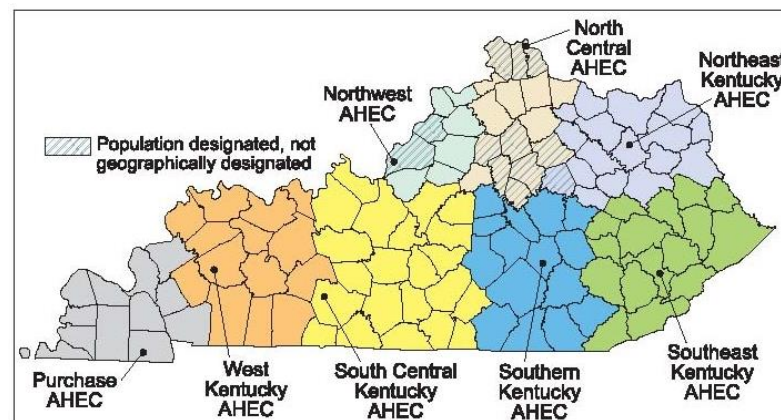 North
Central
AHEC
Northeast
Kentucky
AHEC
Northwest
AHEC
Population designated, not
geographically designated
Purchase
AHEC
West
Kentucky
AHEC
South Central
Kentucky
AHEC
Southern
Kentucky
AHEC
Southeast
Kentucky
AHEC